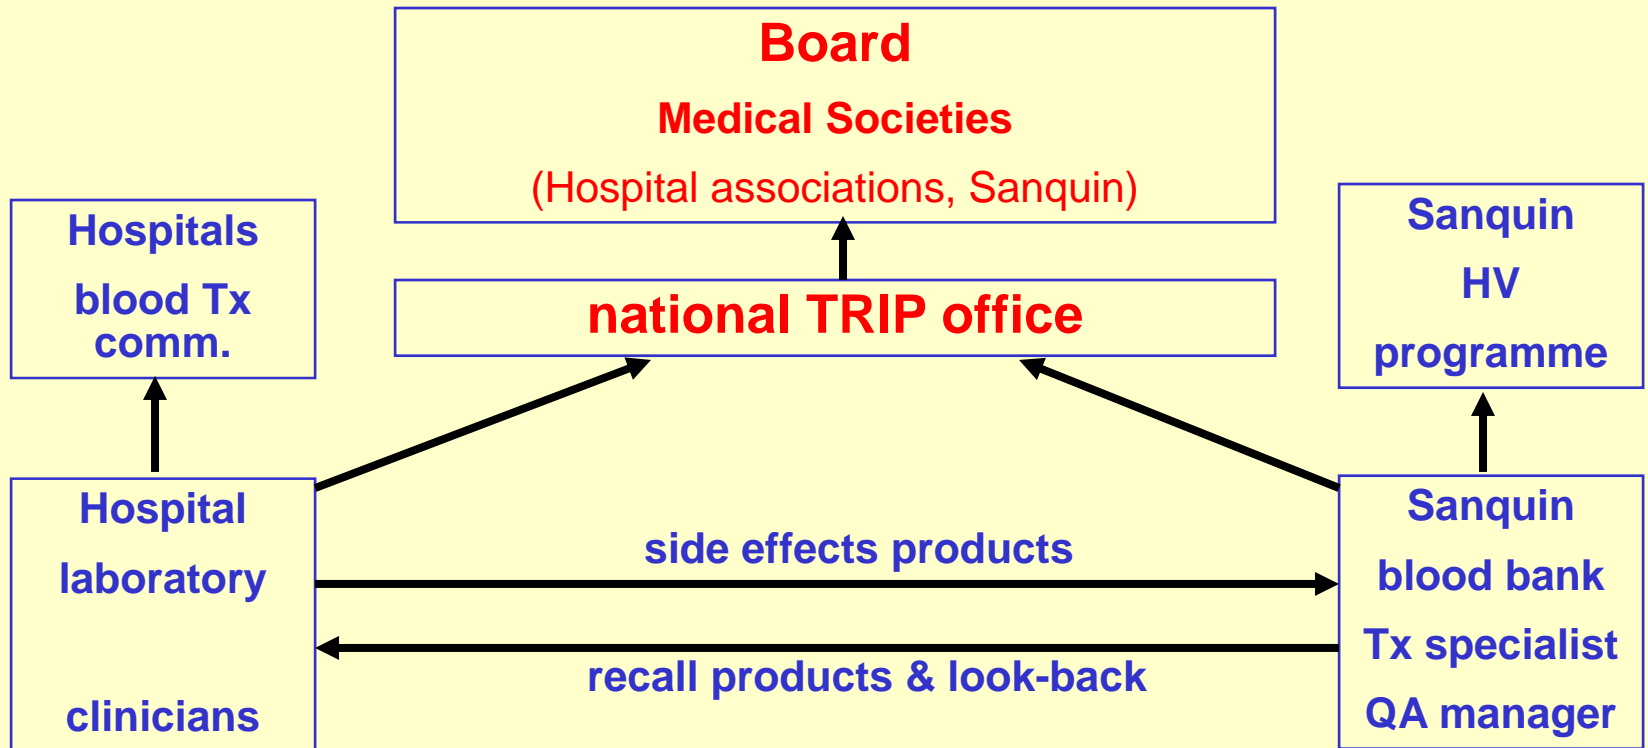 Board
Medical Societies
(Hospital associations, Sanquin)
Hospitals
blood Tx
comm.
national TRIP office
Sanquin
HV
programme
Hospital
laboratory
clinicians
side effects products
recall products & look-back
Sanquin
blood bank
Tx specialist
QA manager